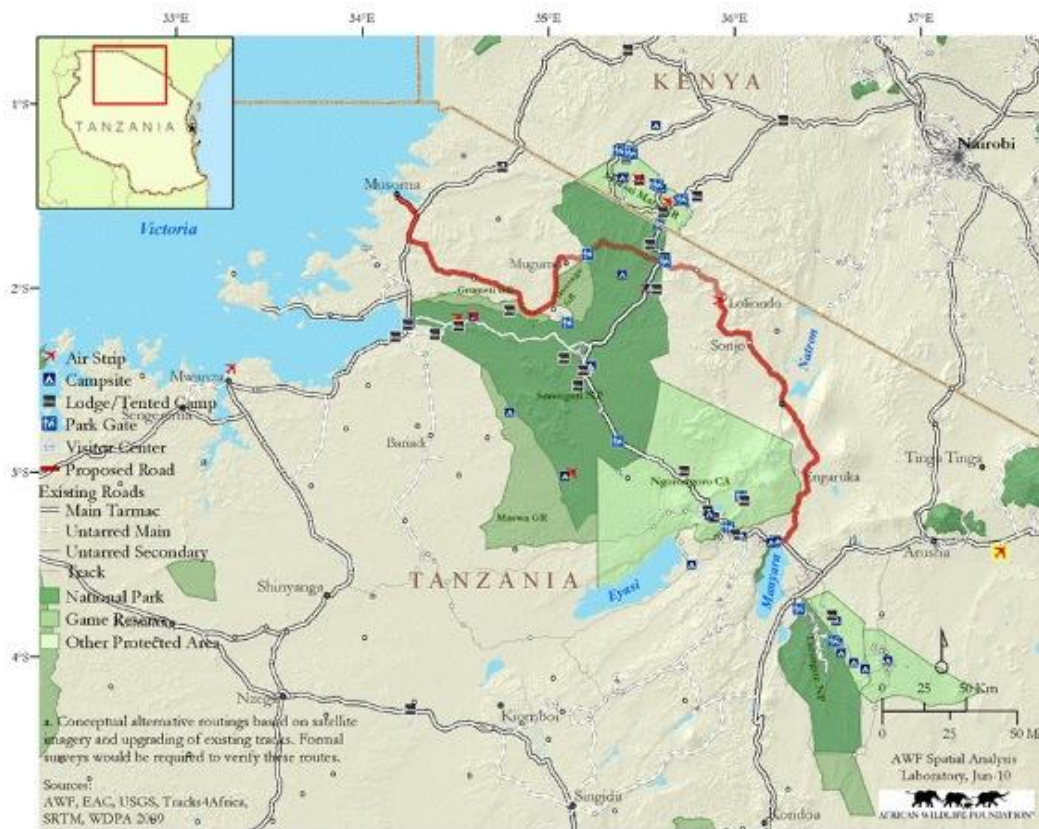 33°E 34°E 35°E 36°E 37°E
KENYA
1°S
TANZANIA
Nairobi
Musoma
Victoria
Mugumu
2°S
Loliondo
Sonjo
Natron
Air Strip
Campsite
Mwanza
Lodge/Tented Camp
Park Gate
Serengeti NP
Visitor Center
Banadi
Proposed Road
3°S
Tinga Tinga
Existing Roads
Ngorongoro CA
Engaruka
Main Tarmac
Maswa GR
Untarred Main
Untarred Secondary
Arusha
Track
TANZANIA
Eyasi
Manyara
Shinyanga
National Park
Game Reserve
Other Protected Area
4°S
0 25 50 Km
Nzega
Kiomboi
0 25 50 Mi
a. Conceptual alternative routings based on satellite
imagery and upgrading of existing tracks. Formal
surveys would be required to verify these routes.
AWF Spatial Analysis
Laboratory, Jun-10
Sources:
AWF, EAC, USGS, Tracks4Africa,
SRTM, WDPA 2009
Singida
AFRICAN WILDLIFE FOUNDATION®
Kondoa